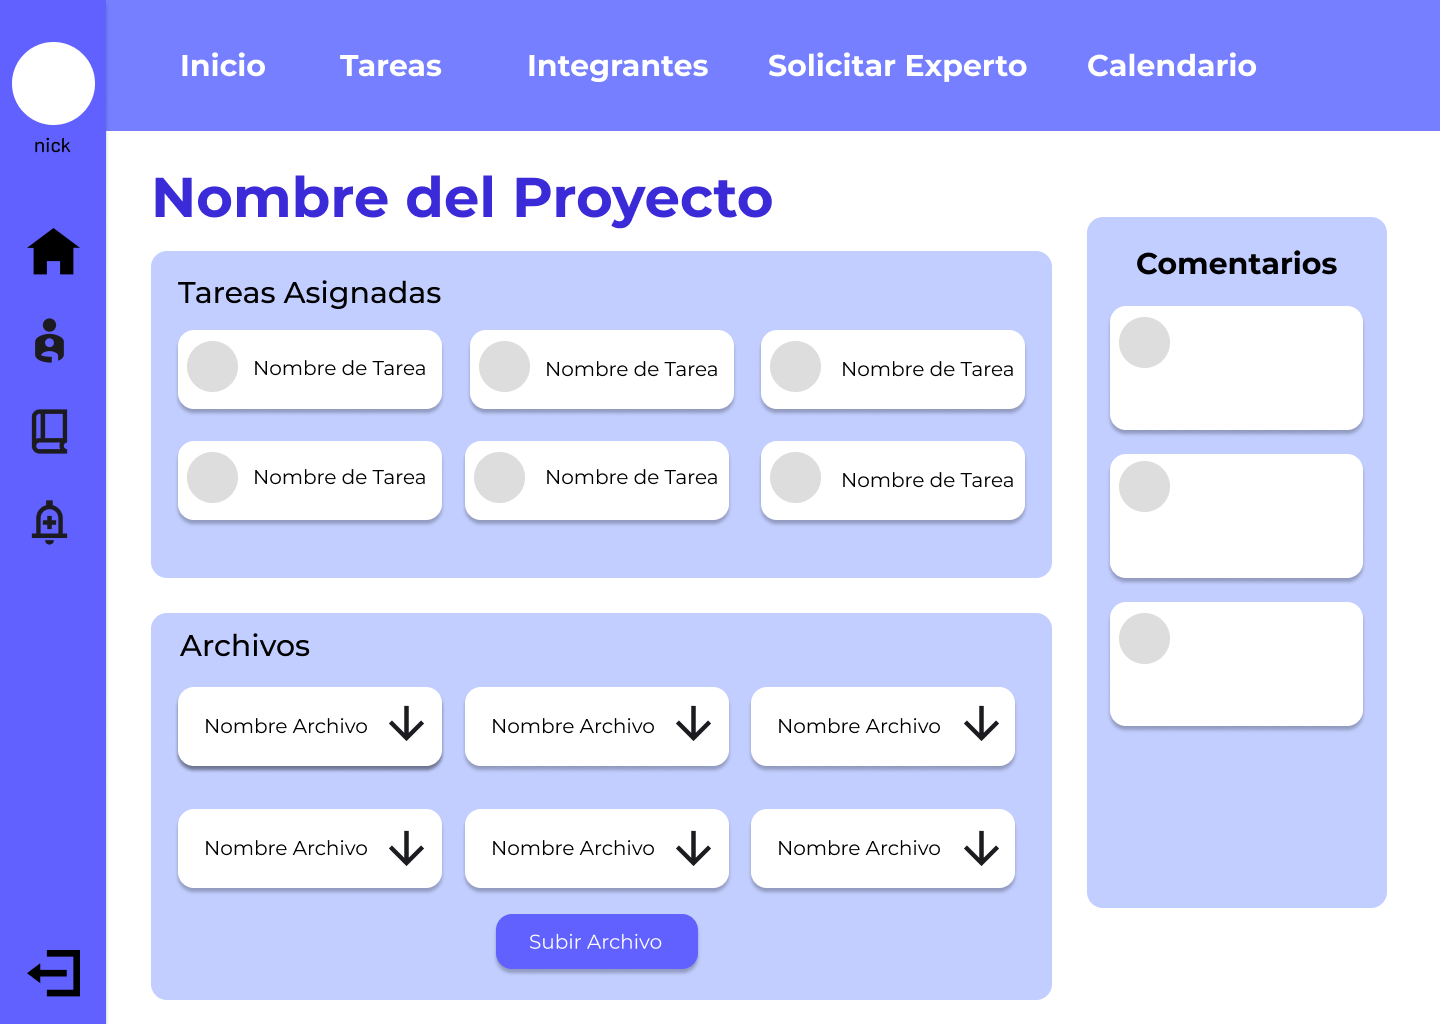 Inicio
Tareas
Integrantes
Solicitar Experto
Calendario
nick
Nombre del Proyecto
Tareas Asignadas
Nombre de Tarea
Nombre de Tarea
Nombre de Tarea
Nombre de Tarea
Nombre de Tarea
Nombre de Tarea
Archivos
Nombre Archivo
Nombre Archivo
Nombre Archivo
Nombre Archivo
Nombre Archivo
Nombre Archivo
Subir Archivo
Comentarios